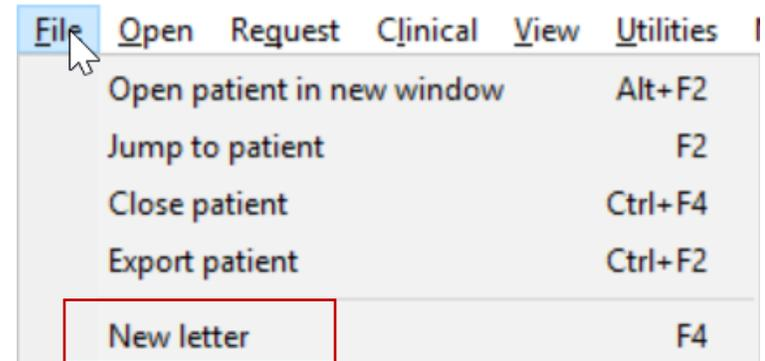 File Open Request Clinical View Utilities
Open patient in new window Alt+F2
Jump to patient F2
Close patient Ctrl+F4
Export patient Ctrl+F2
New letter F4